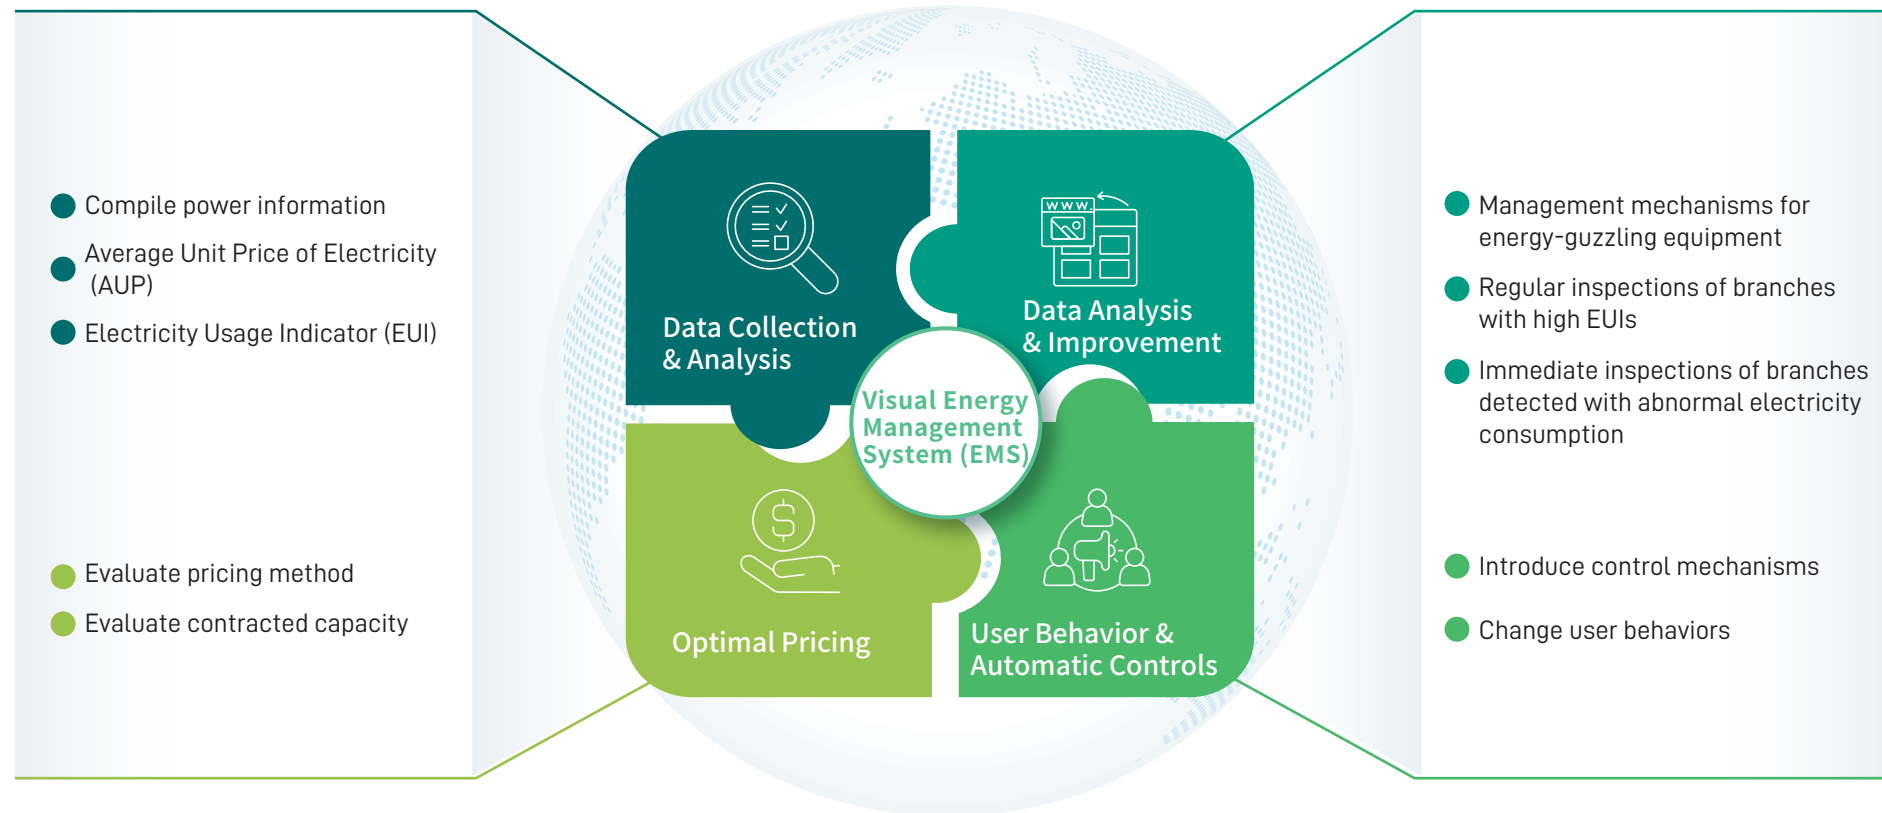 Compile power information
Average Unit Price of Electricity
(AUP)
Electricity Usage Indicator (EUI)
Evaluate pricing method
Evaluate contracted capacity
Data Collection
& Analysis
WWW.
Data Analysis
& Improvement
Visual Energy
Management
System (EMS)
$
Optimal Pricing
User Behavior &
Automatic Controls
Management mechanisms for
energy-guzzling equipment
Regular inspections of branches
with high EUIs
Immediate inspections of branches
detected with abnormal electricity
consumption
Introduce control mechanisms
Change user behaviors